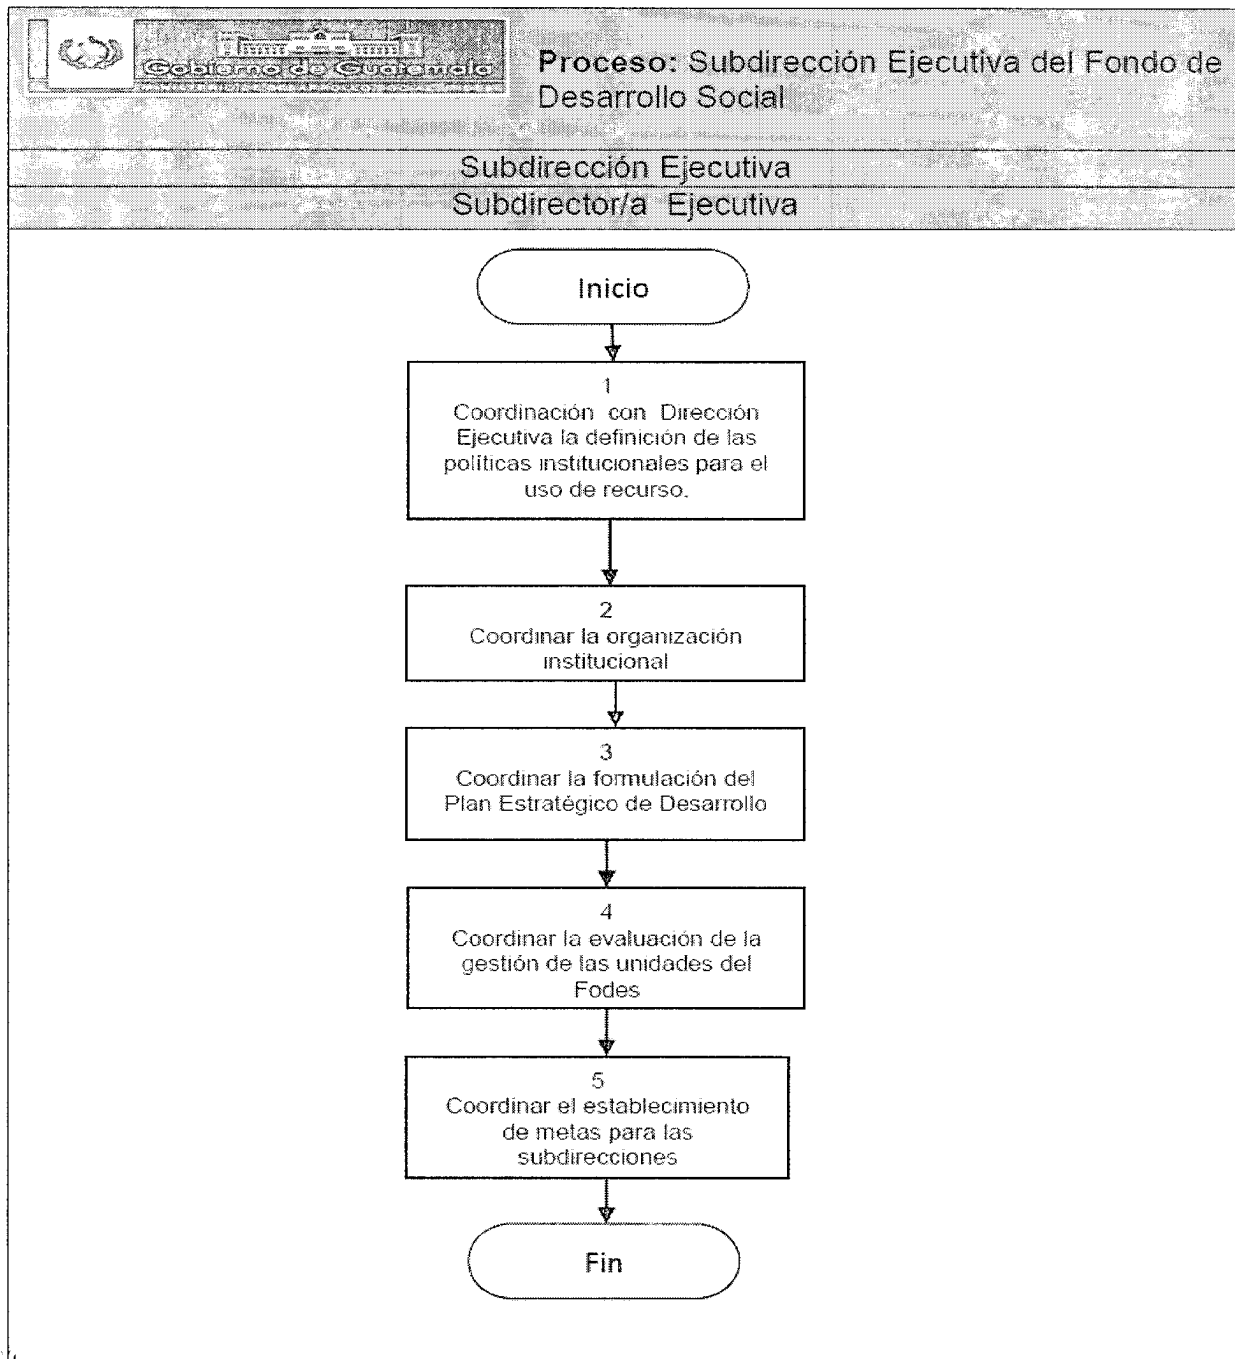 Gobierno de Guatemala
Proceso: Subdirección Ejecutiva del Fondo de
Desarrollo Social
Subdirección Ejecutiva
Subdirector/a Ejecutiva
Inicio
1
Coordinación con Dirección
Ejecutiva la definición de las
políticas institucionales para el
uso de recurso.
2
Coordinar la organización
institucional
3
Coordinar la formulación del
Plan Estratégico de Desarrollo
4
Coordinar la evaluación de la
gestión de las unidades del
Fodes
5
Coordinar el establecimiento
de metas para las
subdirecciones
Fin